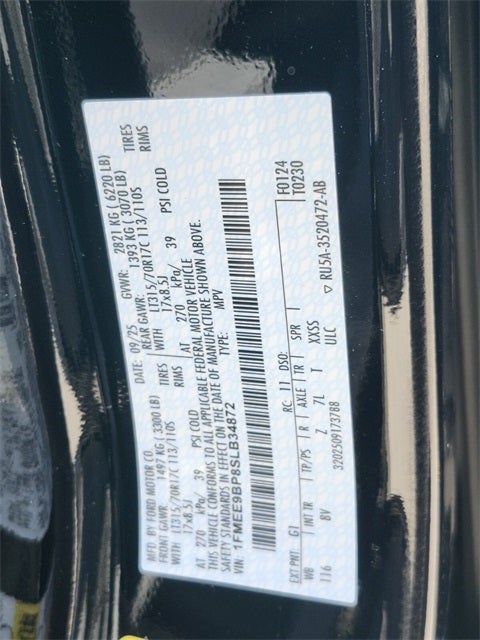 MFD. BY FORD MOTOR CO.
DATE: 09/25 GVWR: 2821 KG ( 6220 LB)
FRONT GAWR: 1497 KG ( 3300 LB) REAR GAWR: 1393 KG ( 3070 LB)
WITH LT315/70R17C 113/110S TIRES WITH LT315/70R17C 113/110S TIRES
17x8.5J RIMS 17x8.5J RIMS
AT 270 kPa/ 39 PSI COLD AT 270 kPa/ 39 PSI COLD
THIS VEHICLE CONFORMS TO ALL APPLICABLE FEDERAL MOTOR VEHICLE
SAFETY STANDARDS IN EFFECT ON THE DATE OF MANUFACTURE SHOWN ABOVE.
VIN: 1FMEE9BP8SLB34872 TYPE: MPV
F0124
T0230
EXT PNT: G1 RC: 11 DSO:
WB INT TR TP/PS R AXLE TR SPR
116 BV Z 7L T XXSS
ULC
3202509173788
▽ RU5A-3520472-AB